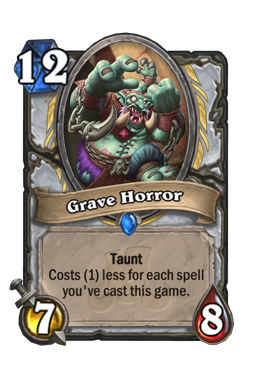 12
Grave Horror
Taunt
Costs (1) less for each spell
you've cast this game.
7 8